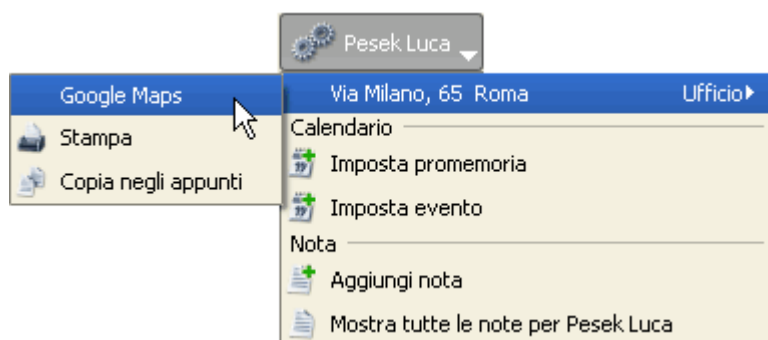 Pesek Luca
Google Maps
Stampa
Copia negli appunti
Via Milano, 65 Roma Ufficio
Calendario
Imposta promemoria
Imposta evento
Nota
Aggiungi nota
Mostra tutte le note per Pesek Luca